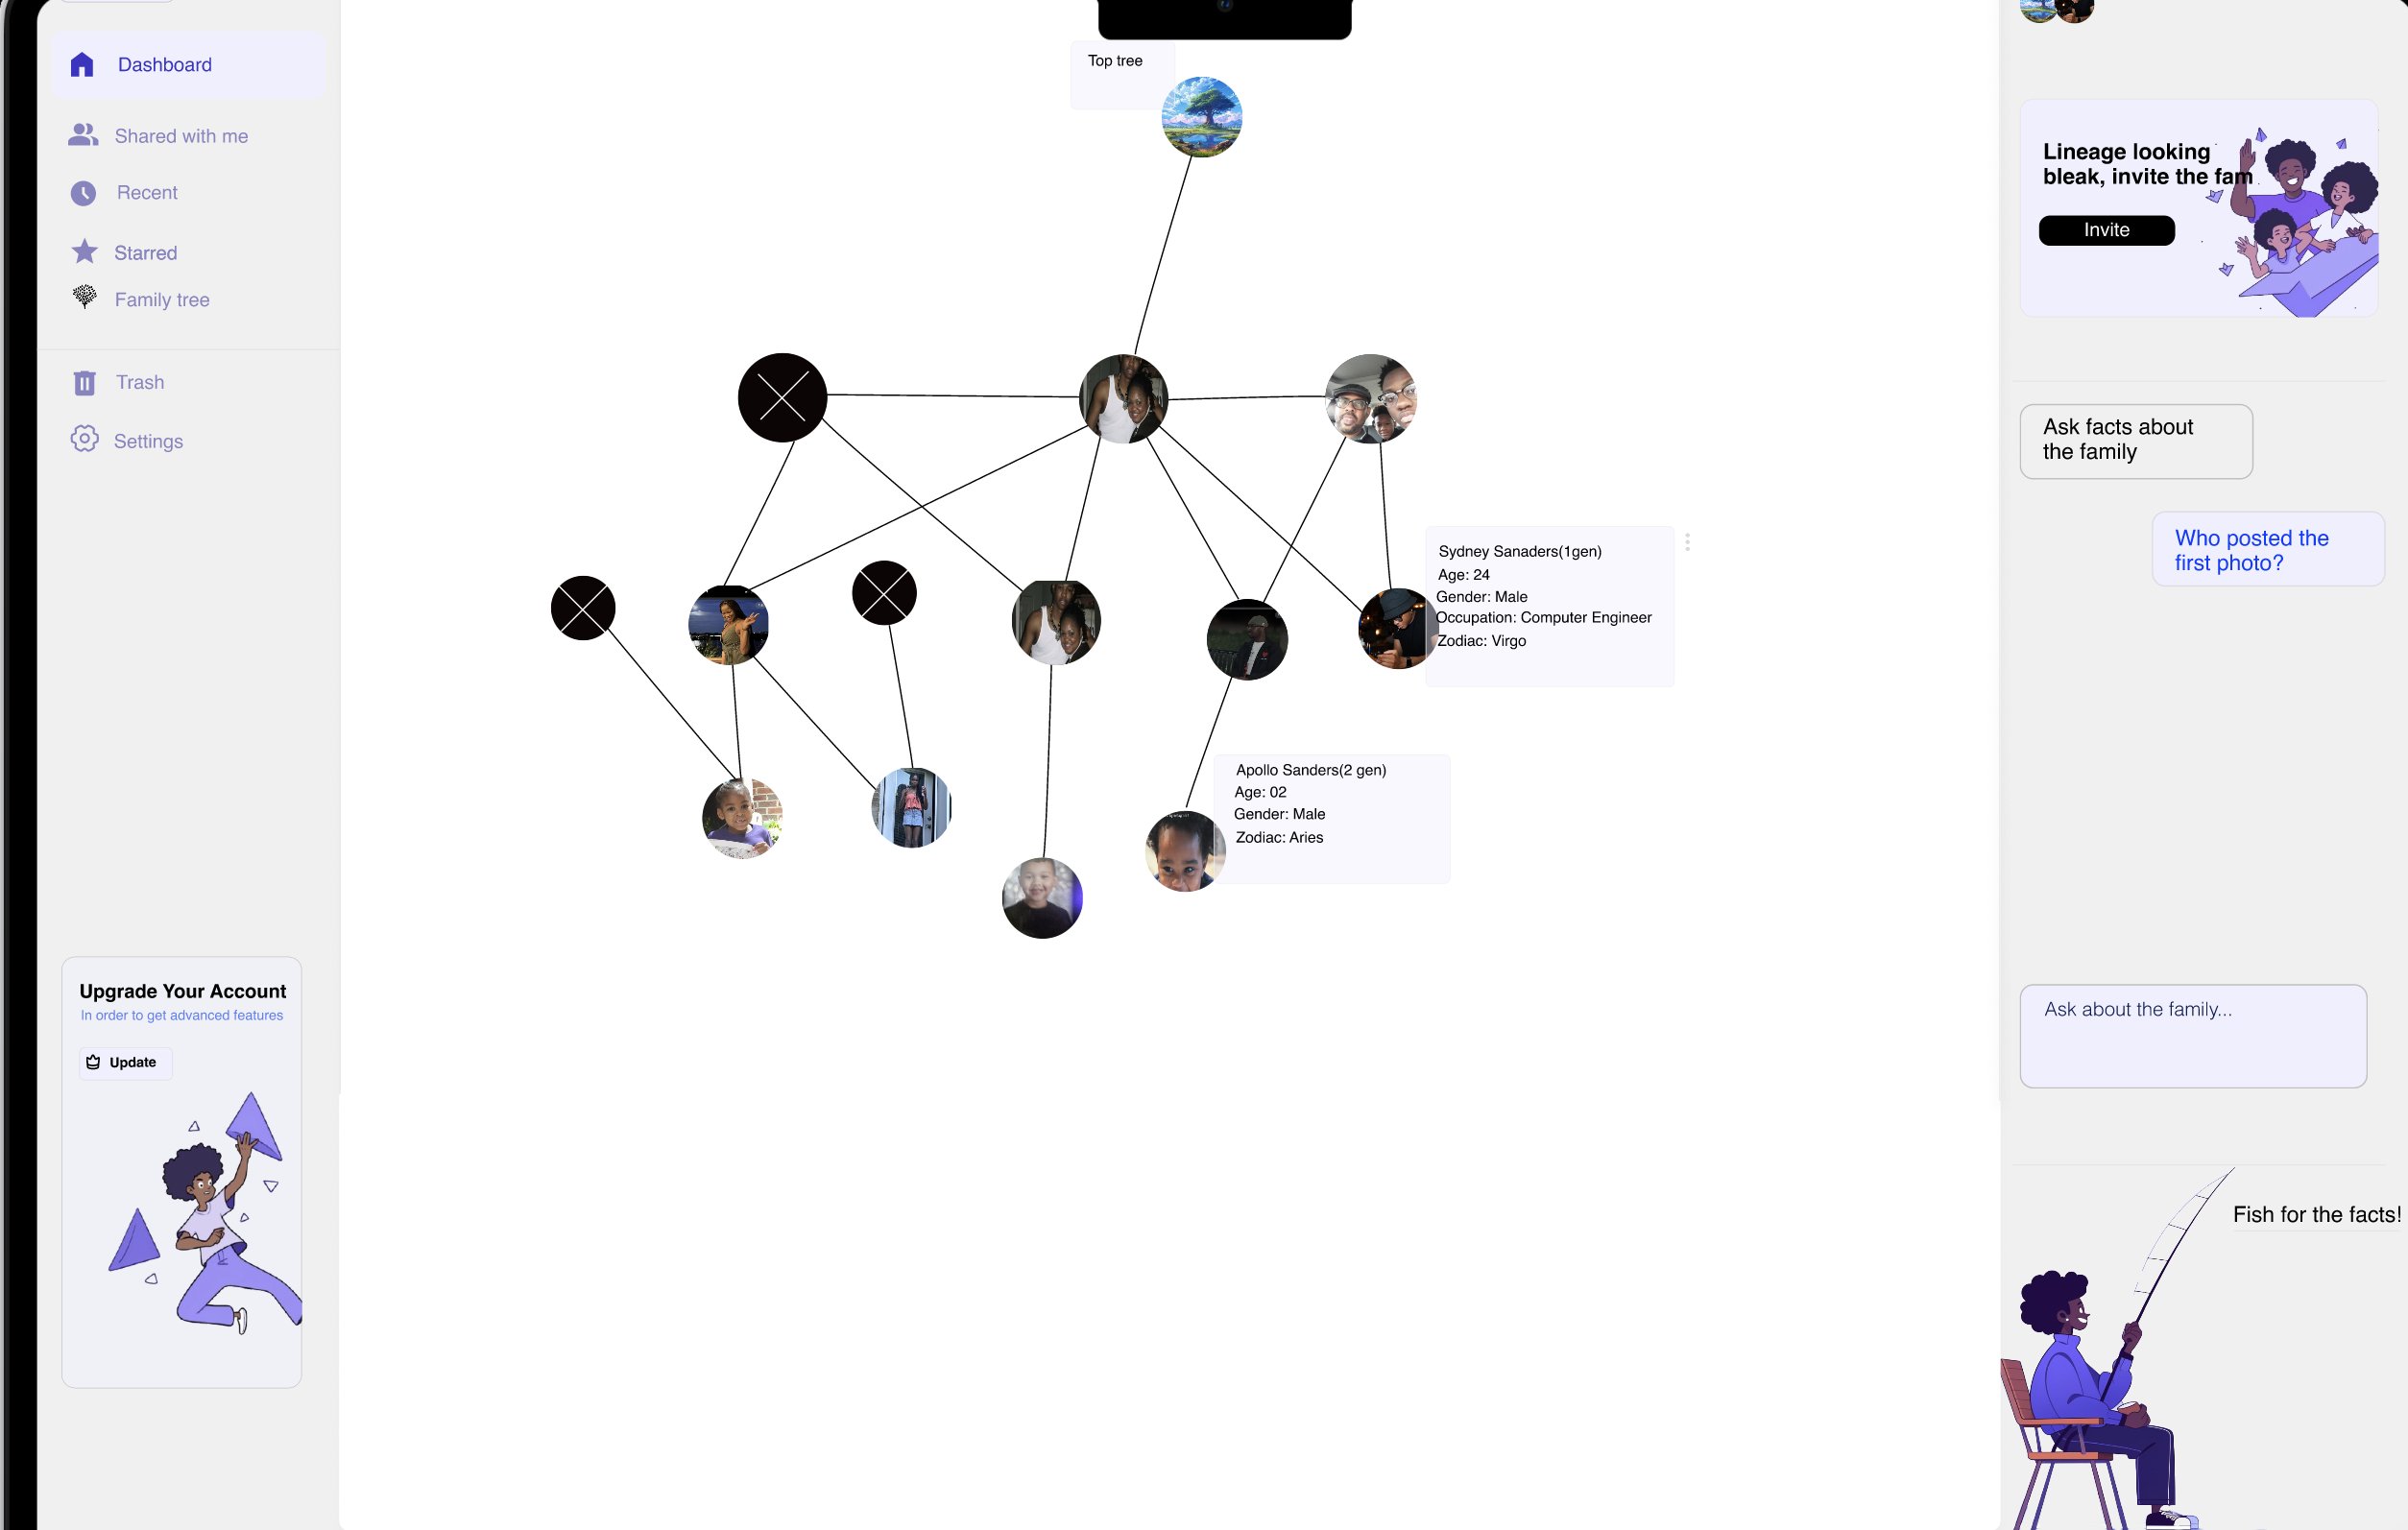 Dashboard
Shared with me
Recent
Starred
Family tree
Trash
Settings
Upgrade Your Account
In order to get advanced features
Update
Top tree
Sydney Sanaders(1gen)
Age: 24
Gender: Male
Occupation: Computer Engineer
Zodiac: Virgo
Apollo Sanders(2 gen)
Age: 02
Gender: Male
Zodiac: Aries
Lineage looking
bleak, invite the fam
Invite
Ask facts about
the family
Who posted the
first photo?
Ask about the family...
Fish for the facts!